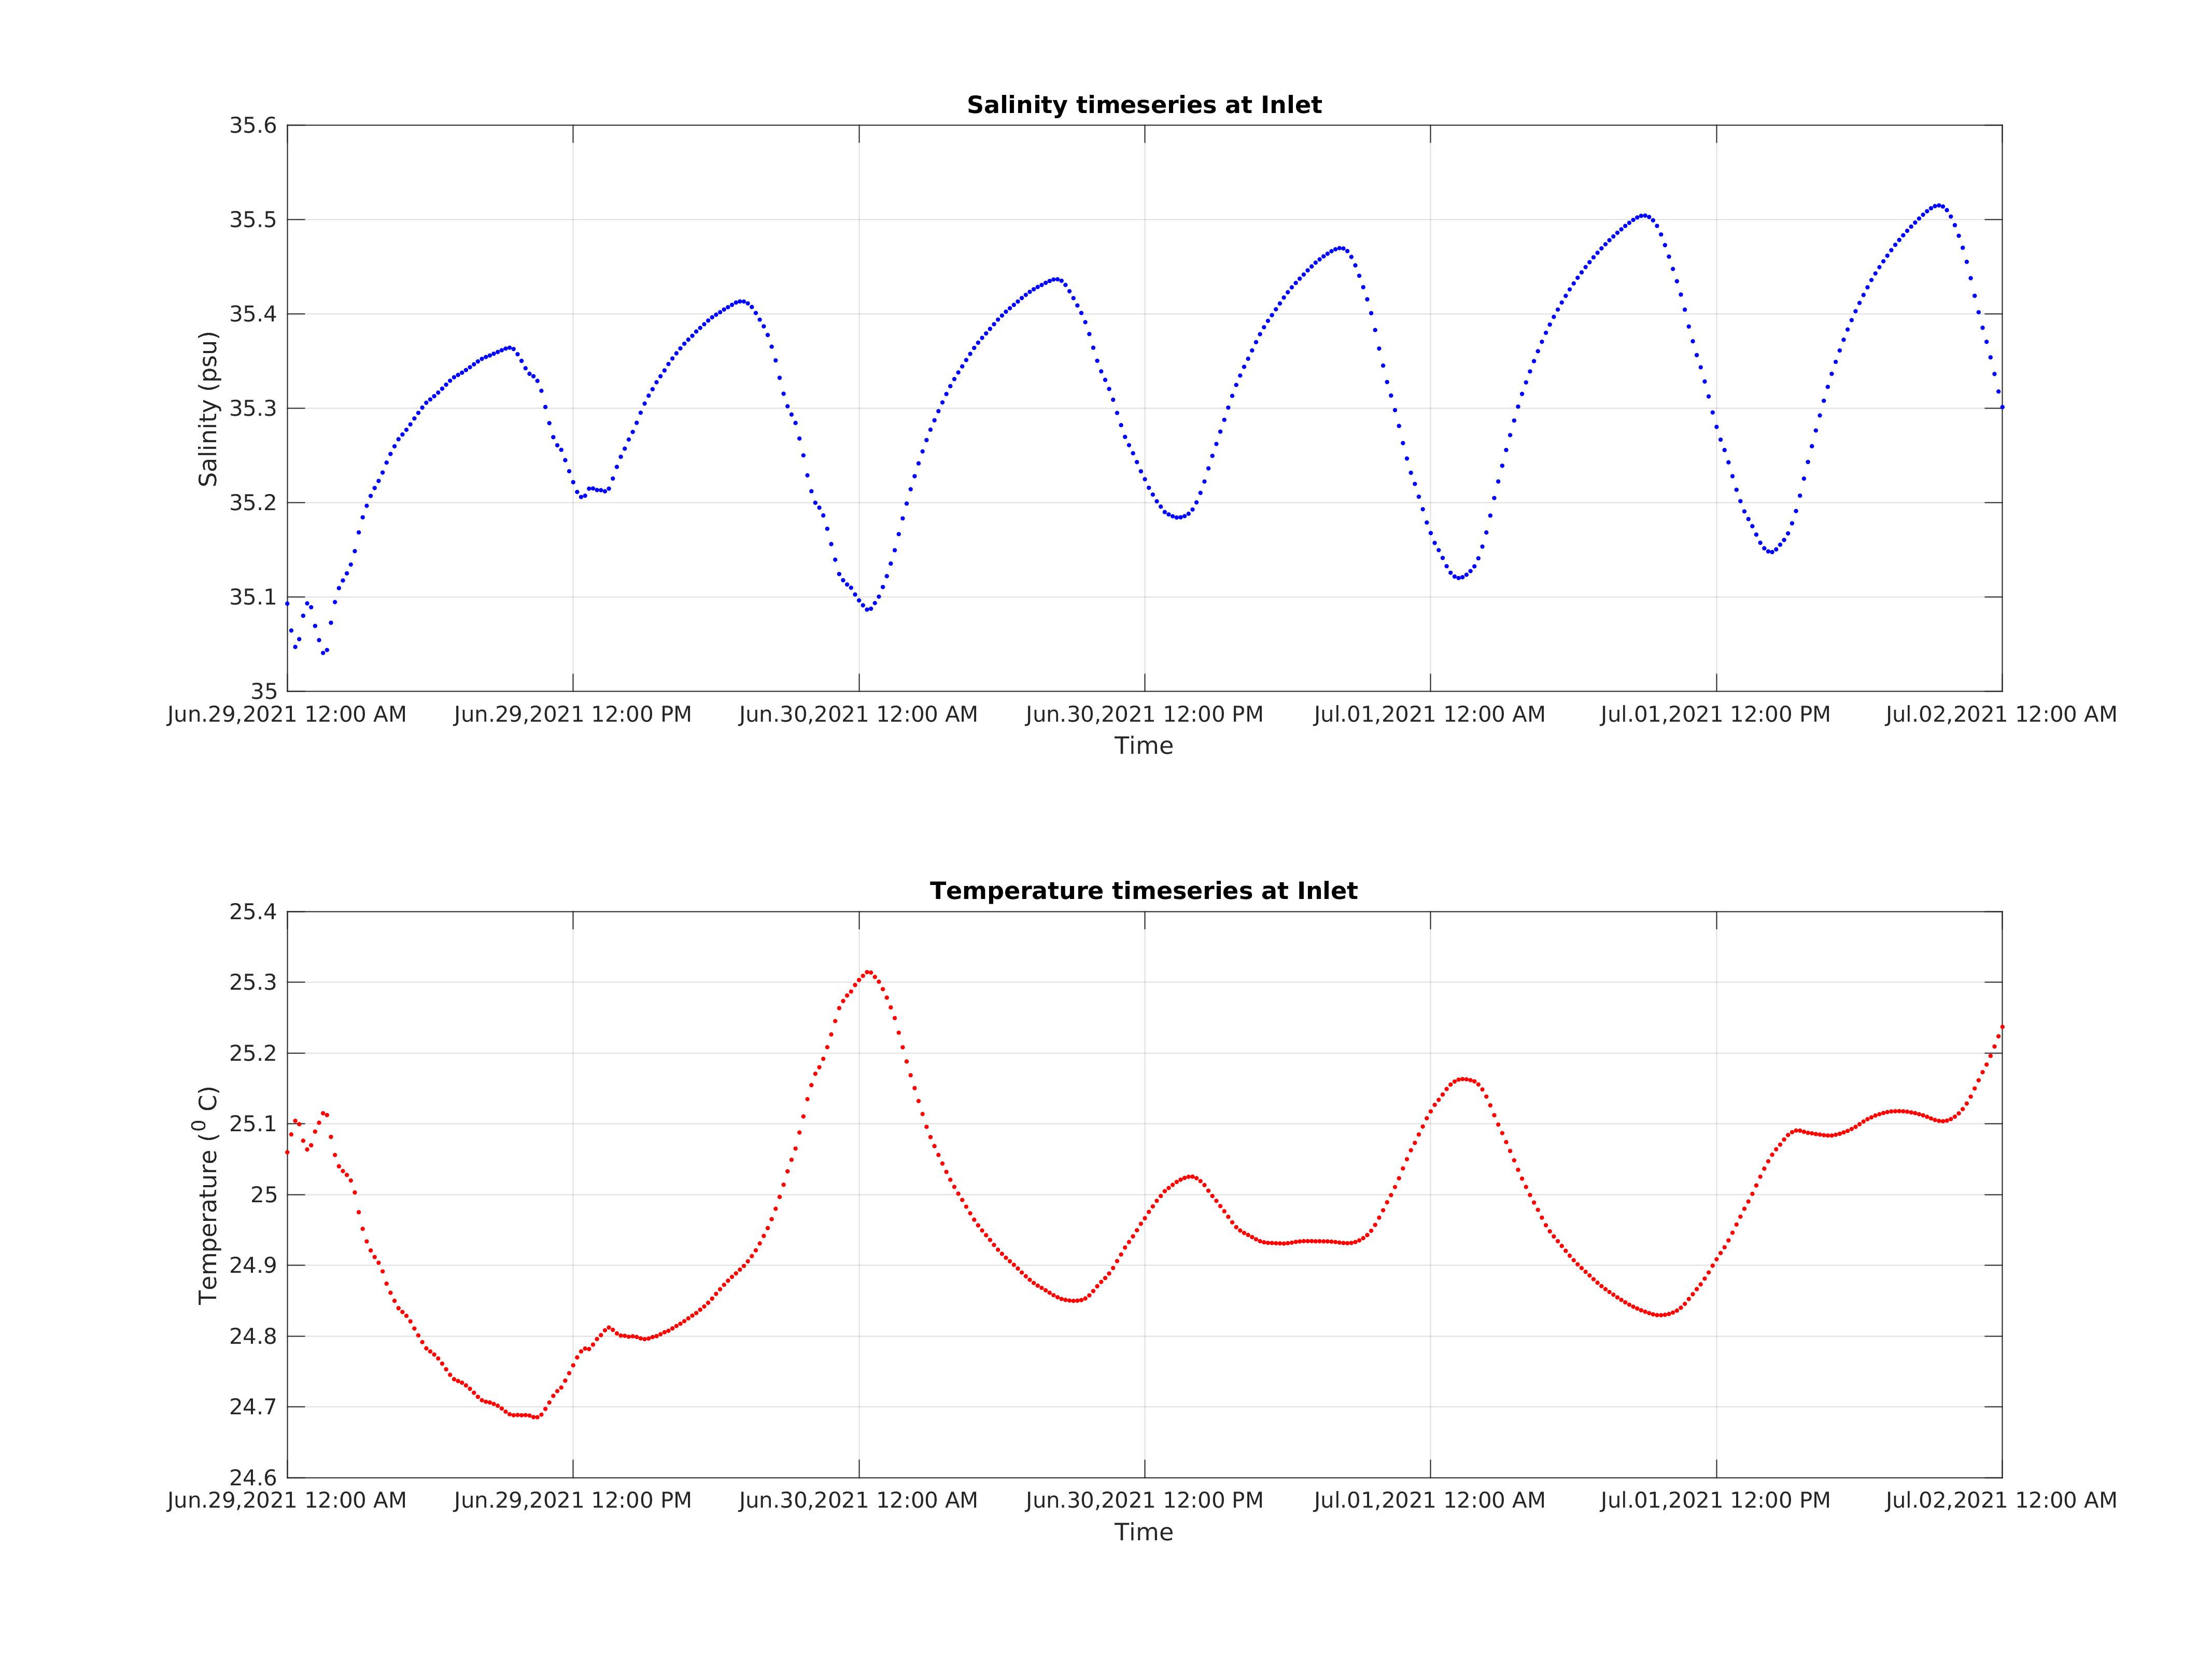 Salinity timeseries at Inlet
35.6
35.5
35.4
35.3
35.2
35.1
35
Salinity (psu)
Jun.29,2021 12:00 AM Jun.29,2021 12:00 PM Jun.30,2021 12:00 AM Jun.30,2021 12:00 PM Jul.01,2021 12:00 AM Jul.01,2021 12:00 PM Jul.02,2021 12:00 AM
Time
Temperature timeseries at Inlet
25.4
25.3
25.2
25.1
25
24.9
24.8
24.7
24.6
Temperature (⁰ C)
Jun.29,2021 12:00 AM Jun.29,2021 12:00 PM Jun.30,2021 12:00 AM Jun.30,2021 12:00 PM Jul.01,2021 12:00 AM Jul.01,2021 12:00 PM Jul.02,2021 12:00 AM
Time